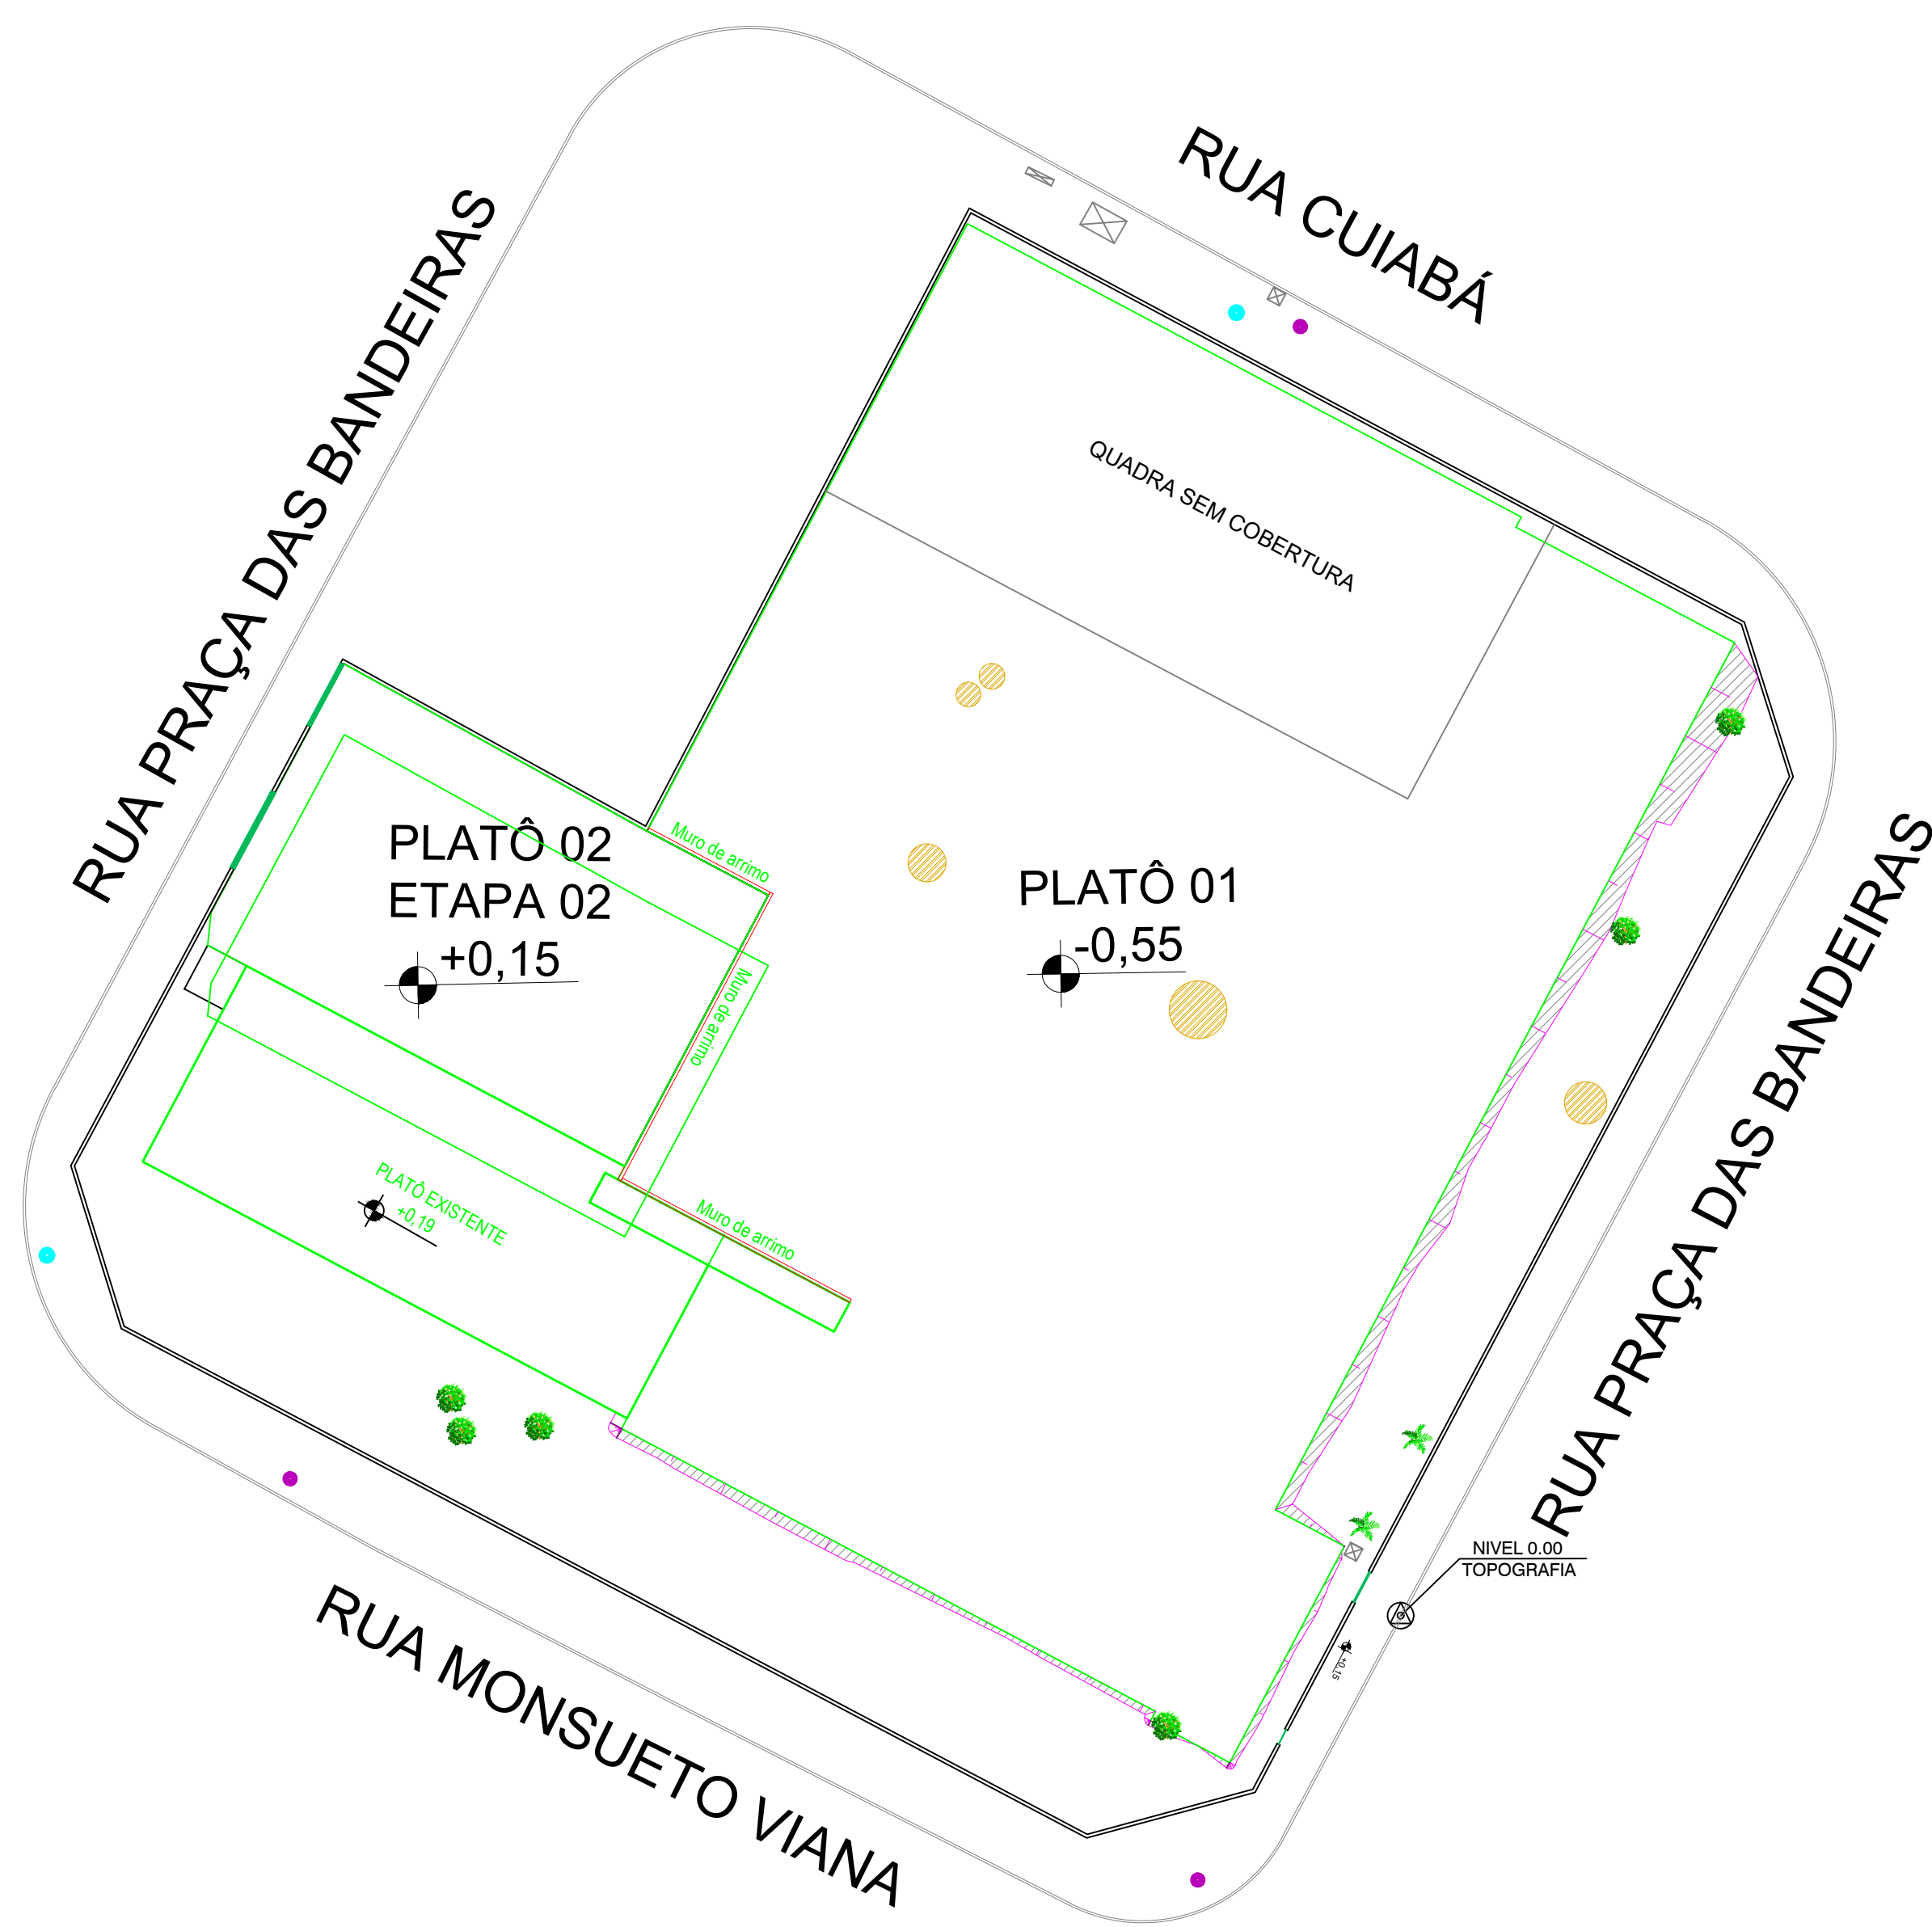 RUA CUIABÁ
RUA PRAÇA DAS BANDEIRAS
QUADRA SEM COBERTURA
PLATÔ 02
ETAPA 02
+0,15
Muro de arrimo
Muro de arrimo
PLATÔ 01
-0,55
PLATÔ EXISTENTE
+0,19
Muro de arrimo
RUA PRAÇA DAS BANDEIRAS
NIVEL 0.00
TOPOGRAFIA
+0,15
RUA MONSUETO VIANA